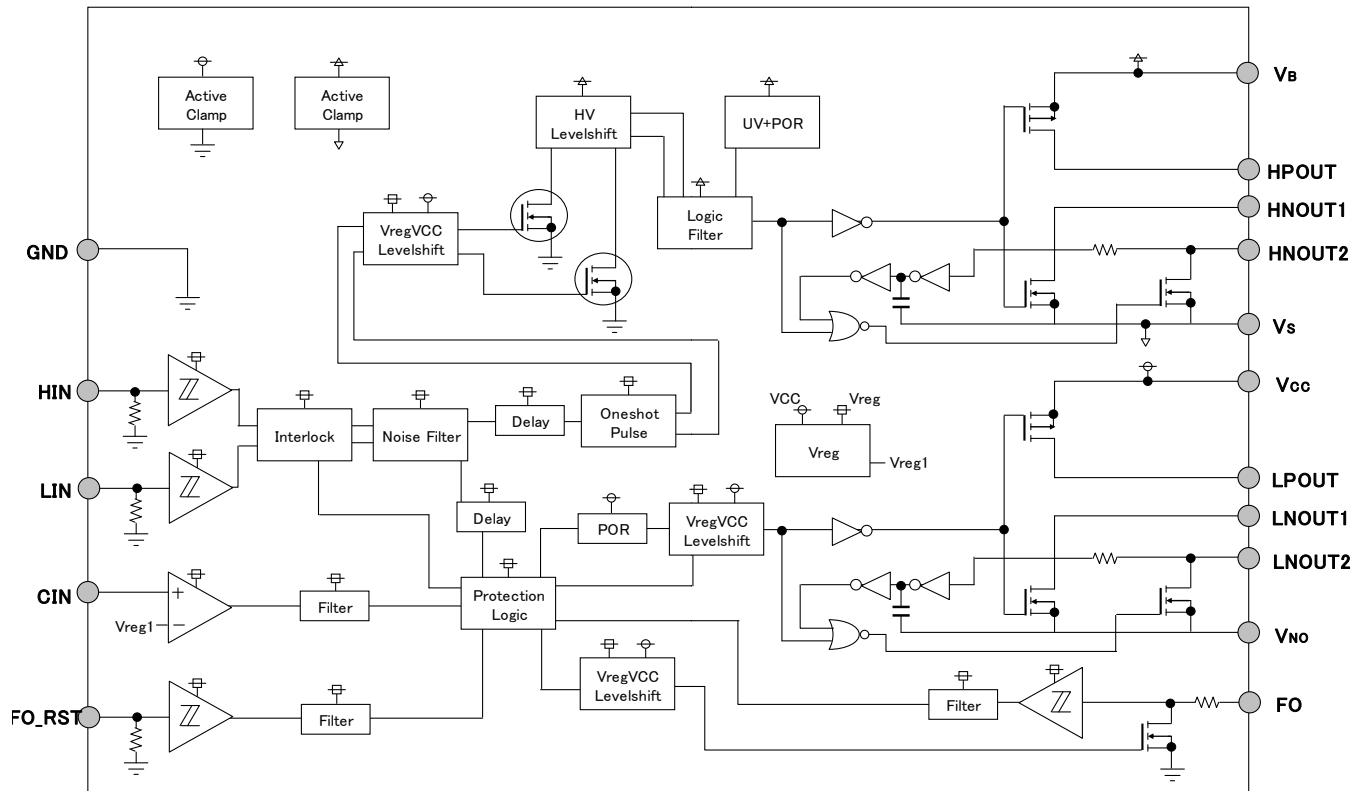 Active
Clamp
Active
Clamp
HV
Levelshift
UV+POR
VB
HPOUT
HNOUT1
HNOUT2
VS
VregVCC
Levelshift
Logic
Filter
GND
HIN
LIN
Interlock
Noise Filter
Delay
Oneshot
Pulse
VCC
Vreg
Vreg
Vreg1
VCC
LPOUT
LNOUT1
LNOUT2
VNO
Delay
POR
VregVCC
Levelshift
CIN
+
−
Vreg1
Filter
Protection
Logic
VregVCC
Levelshift
FO_RST
Filter
Filter
FO